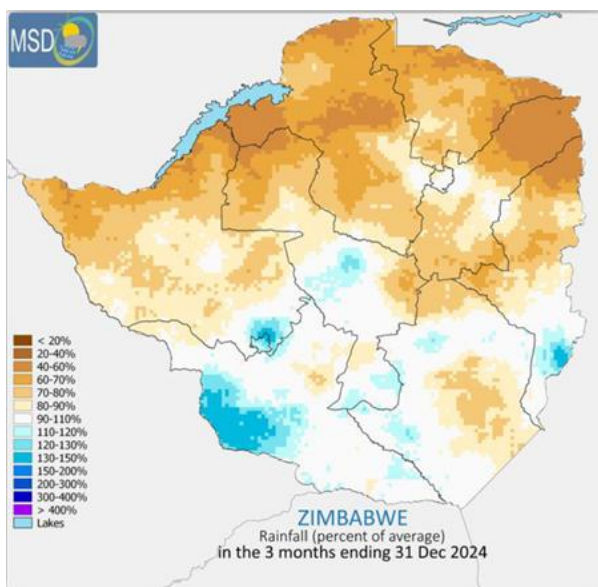 MSD
< 20%
20-40%
40-60%
60-70%
70-80%
80-90%
90-110%
110-120%
120-130%
130-150%
150-200%
200-300%
300-400%
> 400%
Lakes
ZIMBABWE
Rainfall (percent of average)
in the 3 months ending 31 Dec 2024